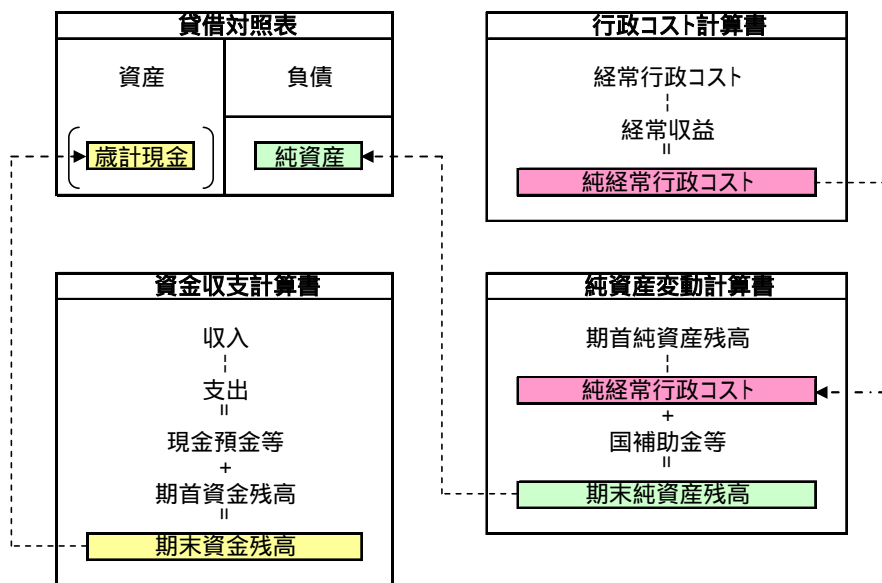 貸借対照表
資産
負債
歳計現金
純資産
行政コスト計算書
経常行政コスト
-
経常収益
=
純経常行政コスト
資金収支計算書
収入
-
支出
=
現金預金等
+
期首資金残高
=
期末資金残高
純資産変動計算書
期首純資産残高
-
純経常行政コスト
+
国補助金等
=
期末純資産残高